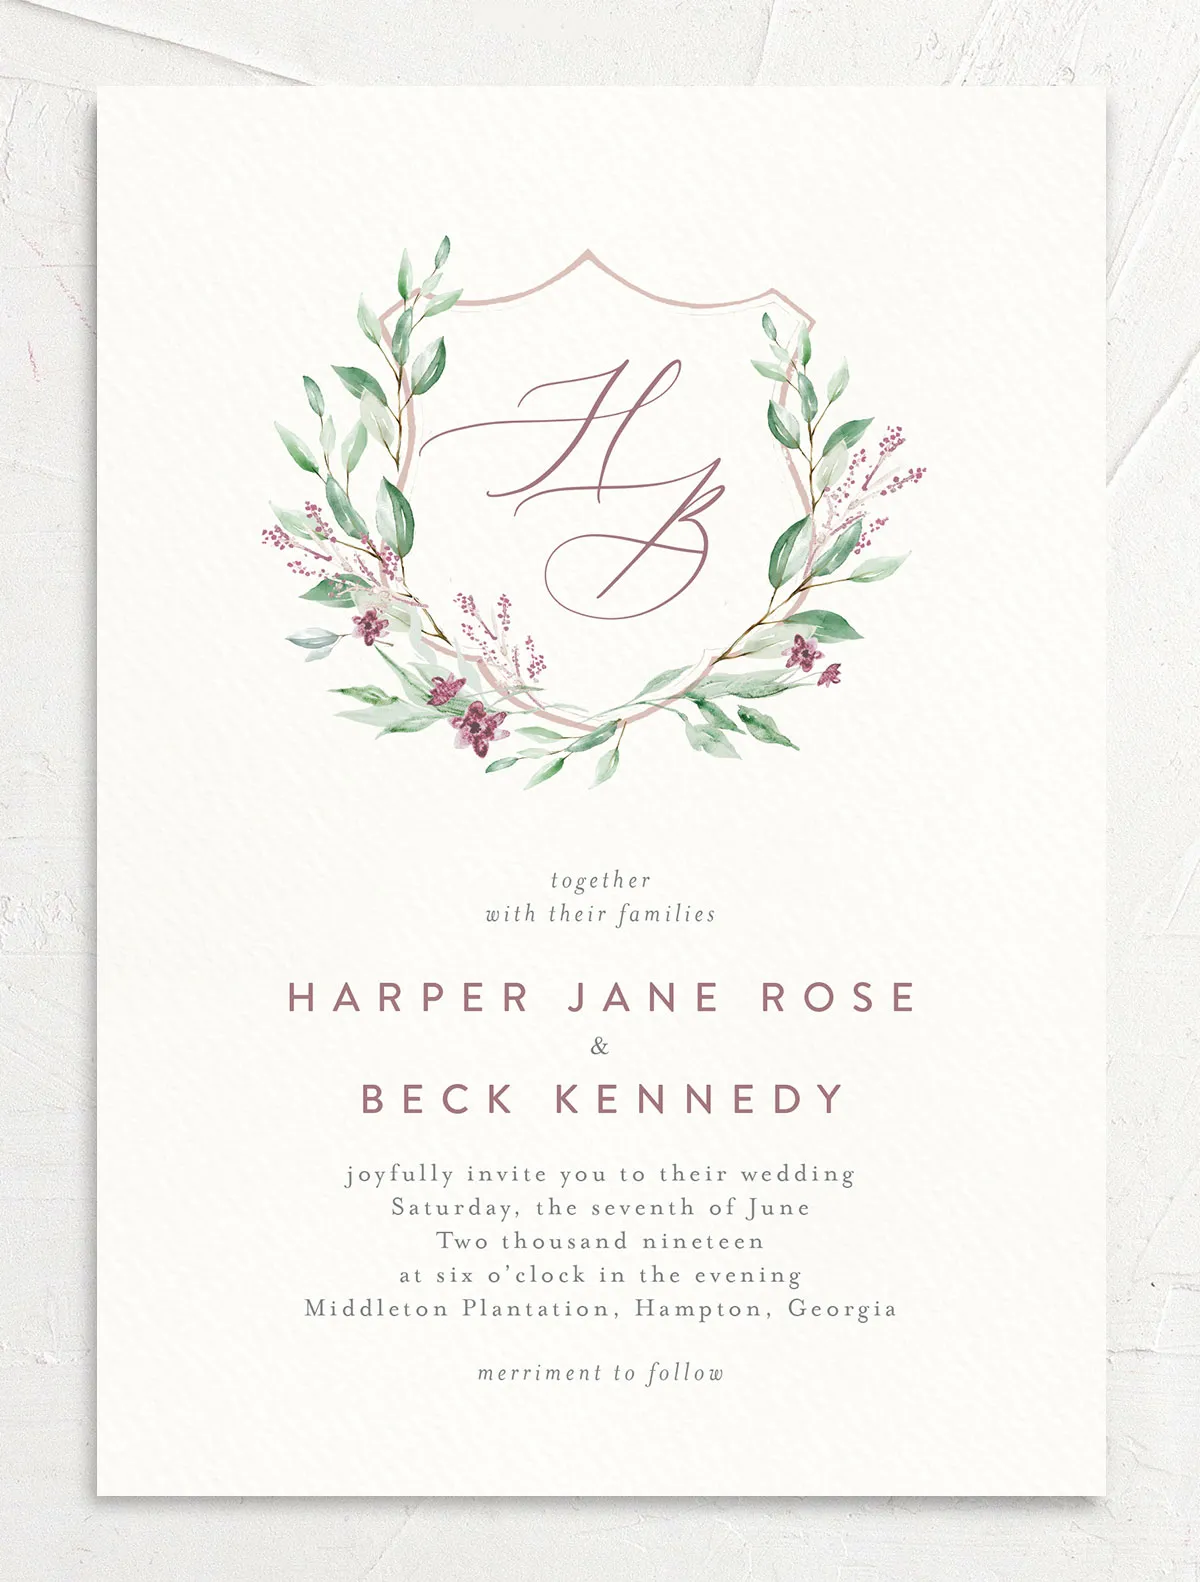 H
B
together
with their families
HARPER JANE ROSE
&
BECK KENNEDY
joyfully invite you to their wedding
Saturday, the seventh of June
Two thousand nineteen
at six o’clock in the evening
Middleton Plantation, Hampton, Georgia
merriment to follow